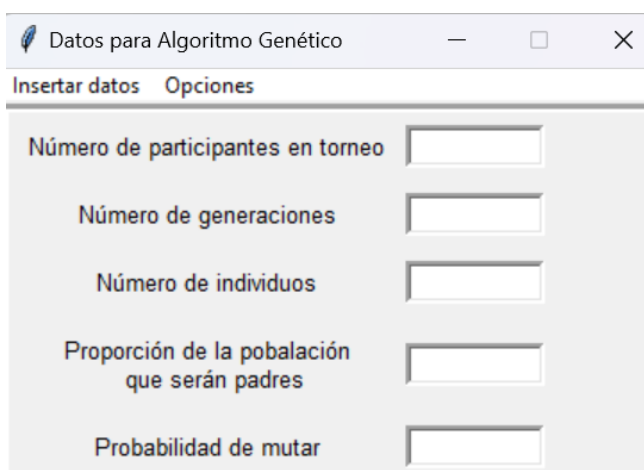 Datos para Algoritmo Genético
Insertar datos Opciones
Número de participantes en torneo
Número de generaciones
Número de individuos
Proporción de la pobalación
que serán padres
Probabilidad de mutar